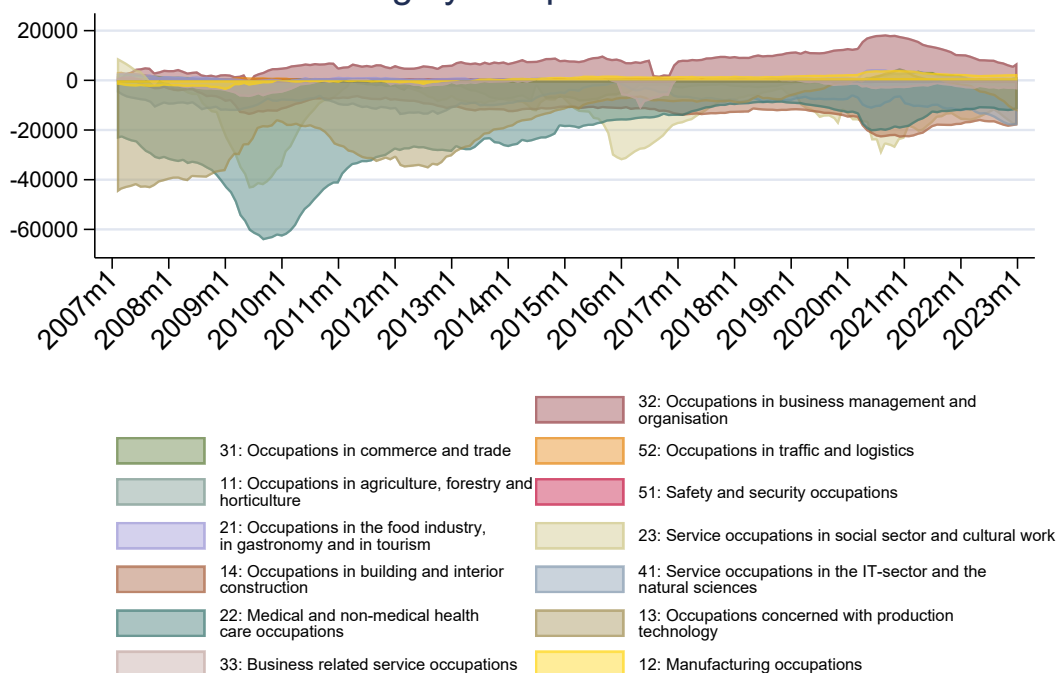 20000
0
-20000
-40000
-60000
2007m1
2008m1
2009m1
2010m1
2011m1
2012m1
2013m1
2014m1
2015m1
2016m1
2017m1
2018m1
2019m1
2020m1
2021m1
2022m1
2023m1
32: Occupations in business management and
organisation
31: Occupations in commerce and trade
52: Occupations in traffic and logistics
11: Occupations in agriculture, forestry and
horticulture
51: Safety and security occupations
21: Occupations in the food industry,
in gastronomy and in tourism
23: Service occupations in social sector and cultural work
14: Occupations in building and interior
construction
41: Service occupations in the IT-sector and the
natural sciences
22: Medical and non-medical health
care occupations
13: Occupations concerned with production
technology
33: Business related service occupations
12: Manufacturing occupations